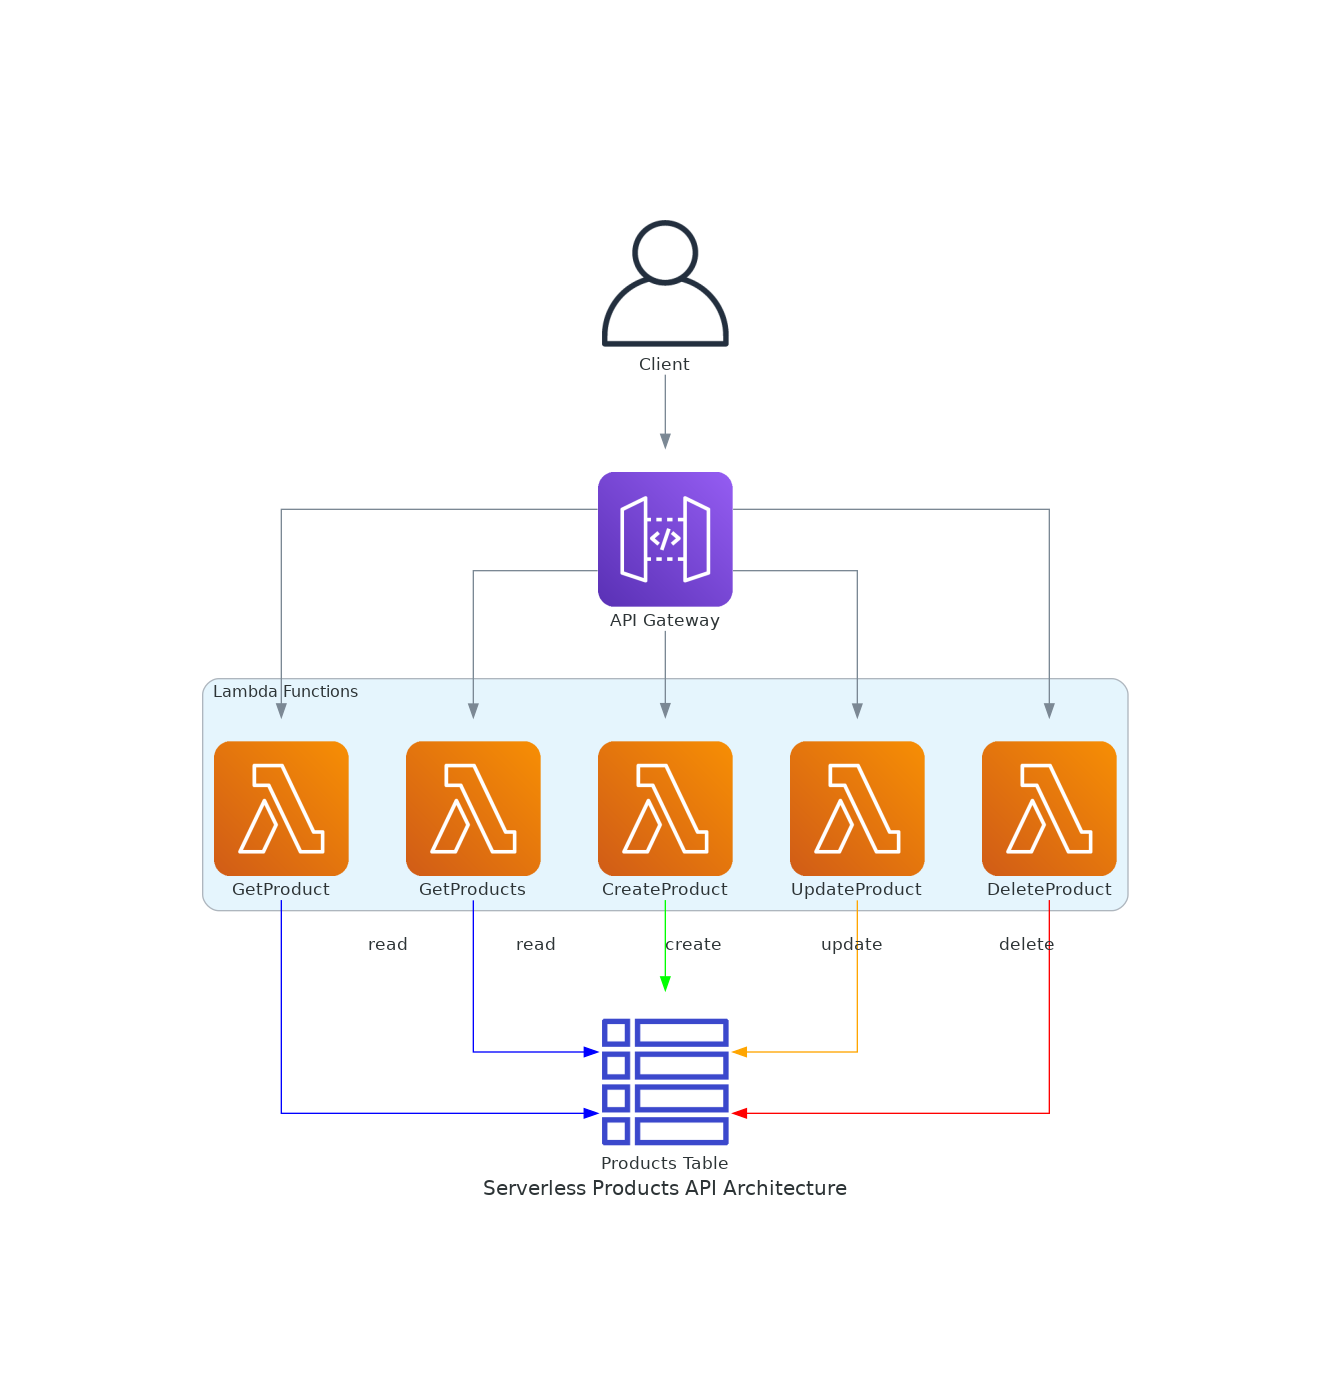 Client
API Gateway
Lambda Functions
GetProduct
GetProducts
CreateProduct
UpdateProduct
DeleteProduct
read
read
create
update
delete
Products Table
Serverless Products API Architecture